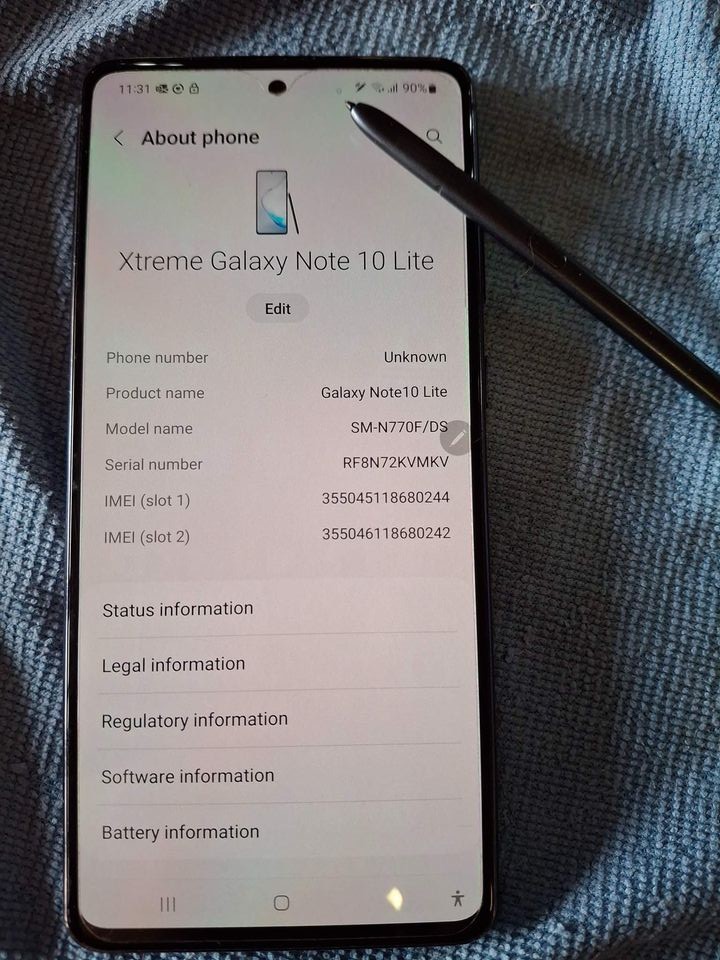 11:31 90%
About phone
Xtreme Galaxy Note 10 Lite
Edit
Phone number Unknown
Product name Galaxy Note10 Lite
Model name SM-N770F/DS
Serial number RF8N72KVMKV
IMEI (slot 1) 355045118680244
IMEI (slot 2) 355046118680242
Status information
Legal information
Regulatory information
Software information
Battery information